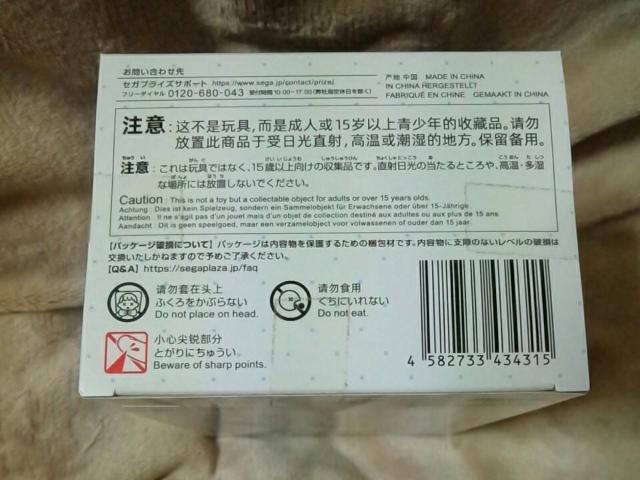 お問い合わせ先
セガプライズサポート https://www.sega.jp/contact/prize/
フリーダイヤル 0120-680-043 受付時間 10:00～17:00 (弊社指定休日を除く)
产地 中国 MADE IN CHINA
IN CHINA HERGESTELLT
FABRIQUÉ EN CHINE GEMAAKT IN CHINA
注意: 这不是玩具,而是成人或15岁以上青少年的收藏品。请勿
放置此商品于受日光直射,高温或潮湿的地方。保留备用。
注意: これは玩具ではなく、15歳以上向けの収集品です。直射日光の当たるところや、高温・多湿
な場所には放置しないでください。
Caution : This is not a toy but a collectable object for adults or over 15 years olds.
Achtung : Dies ist kein Spielzeug, sondern ein Sammelobjekt für Erwachsene oder über 15-Jährige.
Attention : Il ne s'agit pas d'un jouet mais d'un objet de collection destiné aux adultes ou aux plus de 15 ans.
Aandacht : Dit is geen speelgoed, maar een verzamelobject voor volwassenen of ouder dan 15 jaar.
【パッケージ破損について】パッケージは内容物を保護するための梱包材です。内容物に支障のないレベルの破損は
交換いたしかねますので予めご了承ください。
【Q&A】https://segaplaza.jp/faq
请勿套在头上
ふくろをかぶらない
Do not place on head.
请勿食用
くちにいれない
Do not eat.
小心尖锐部分
とがりにちゅうい。
Beware of sharp points.
4 582733 434315